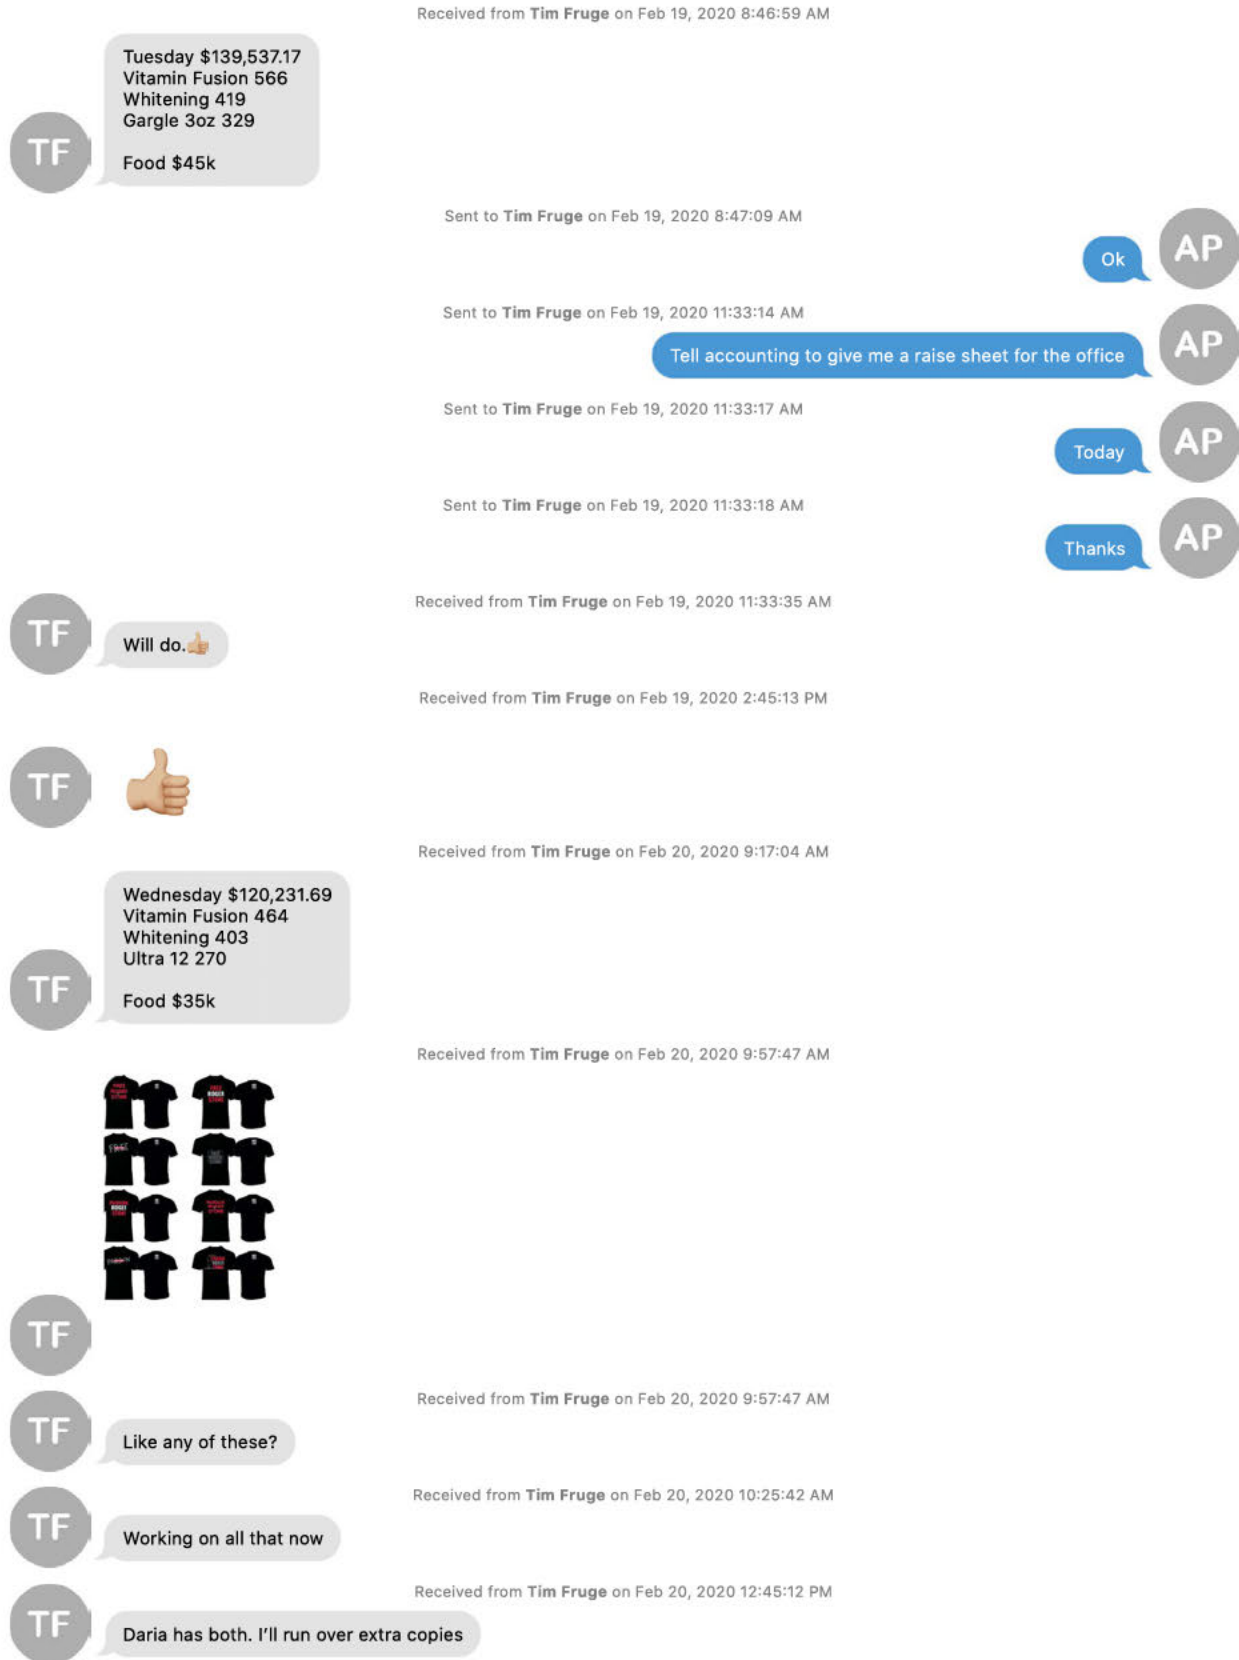 Received from Tim Fruge on Feb 19, 2020 8:46:59 AM
Tuesday $139,537.17
Vitamin Fusion 566
Whitening 419
Gargle 3oz 329
Food $45k
TF
Sent to Tim Fruge on Feb 19, 2020 8:47:09 AM
Ok
AP
Sent to Tim Fruge on Feb 19, 2020 11:33:14 AM
Tell accounting to give me a raise sheet for the office
AP
Sent to Tim Fruge on Feb 19, 2020 11:33:17 AM
Today
AP
Sent to Tim Fruge on Feb 19, 2020 11:33:18 AM
Thanks
AP
Received from Tim Fruge on Feb 19, 2020 11:33:35 AM
TF
Will do.👍🏼
Received from Tim Fruge on Feb 19, 2020 2:45:13 PM
TF
Received from Tim Fruge on Feb 20, 2020 9:17:04 AM
Wednesday $120,231.69
Vitamin Fusion 464
Whitening 403
Ultra 12 270
Food $35k
TF
Received from Tim Fruge on Feb 20, 2020 9:57:47 AM
TF
Received from Tim Fruge on Feb 20, 2020 9:57:47 AM
TF
Like any of these?
Received from Tim Fruge on Feb 20, 2020 10:25:42 AM
TF
Working on all that now
Received from Tim Fruge on Feb 20, 2020 12:45:12 PM
TF
Daria has both. I'll run over extra copies